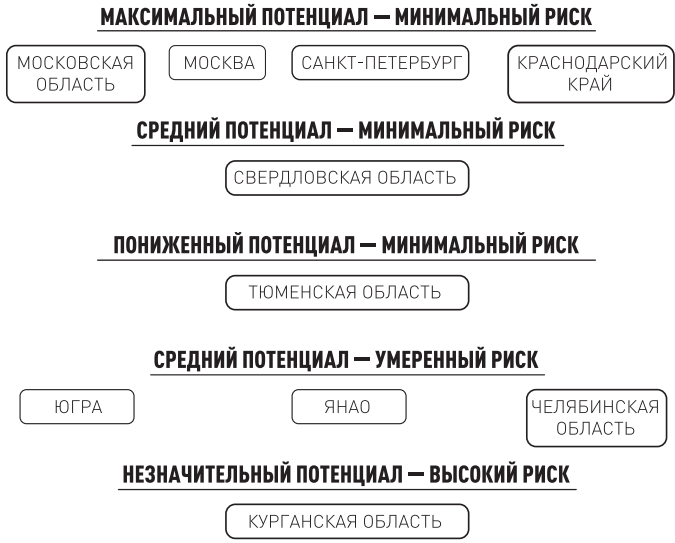 МАКСИМАЛЬНЫЙ ПОТЕНЦИАЛ — МИНИМАЛЬНЫЙ РИСК
МОСКОВСКАЯ
ОБЛАСТЬ
МОСКВА
САНКТ-ПЕТЕРБУРГ
КРАСНОДАРСКИЙ
КРАЙ
СРЕДНИЙ ПОТЕНЦИАЛ — МИНИМАЛЬНЫЙ РИСК
СВЕРДЛОВСКАЯ ОБЛАСТЬ
ПОНИЖЕННЫЙ ПОТЕНЦИАЛ — МИНИМАЛЬНЫЙ РИСК
ТЮМЕНСКАЯ ОБЛАСТЬ
СРЕДНИЙ ПОТЕНЦИАЛ — УМЕРЕННЫЙ РИСК
ЮГРА
ЯНАО
ЧЕЛЯБИНСКАЯ
ОБЛАСТЬ
НЕЗНАЧИТЕЛЬНЫЙ ПОТЕНЦИАЛ — ВЫСОКИЙ РИСК
КУРГАНСКАЯ ОБЛАСТЬ